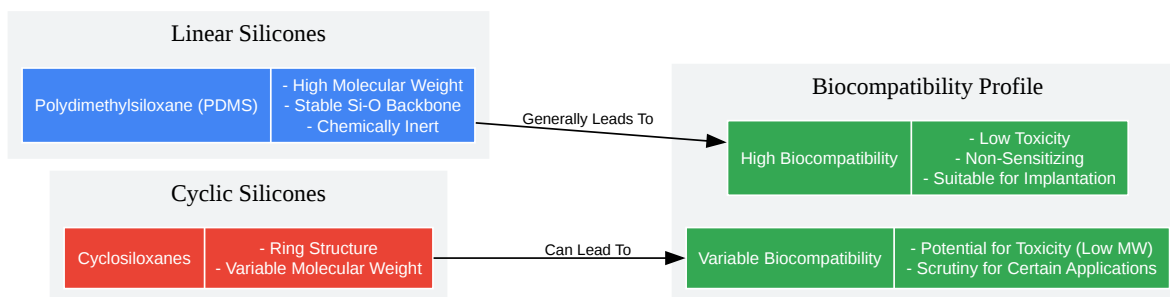 Linear Silicones
Polydimethylsiloxane (PDMS)
- High Molecular Weight
- Stable Si-O Backbone
- Chemically Inert
Generally Leads To
Biocompatibility Profile
High Biocompatibility
- Low Toxicity
- Non-Sensitizing
- Suitable for Implantation
Cyclic Silicones
Cyclosiloxanes
- Ring Structure
- Variable Molecular Weight
Can Lead To
Variable Biocompatibility
- Potential for Toxicity (Low MW)
- Scrutiny for Certain Applications